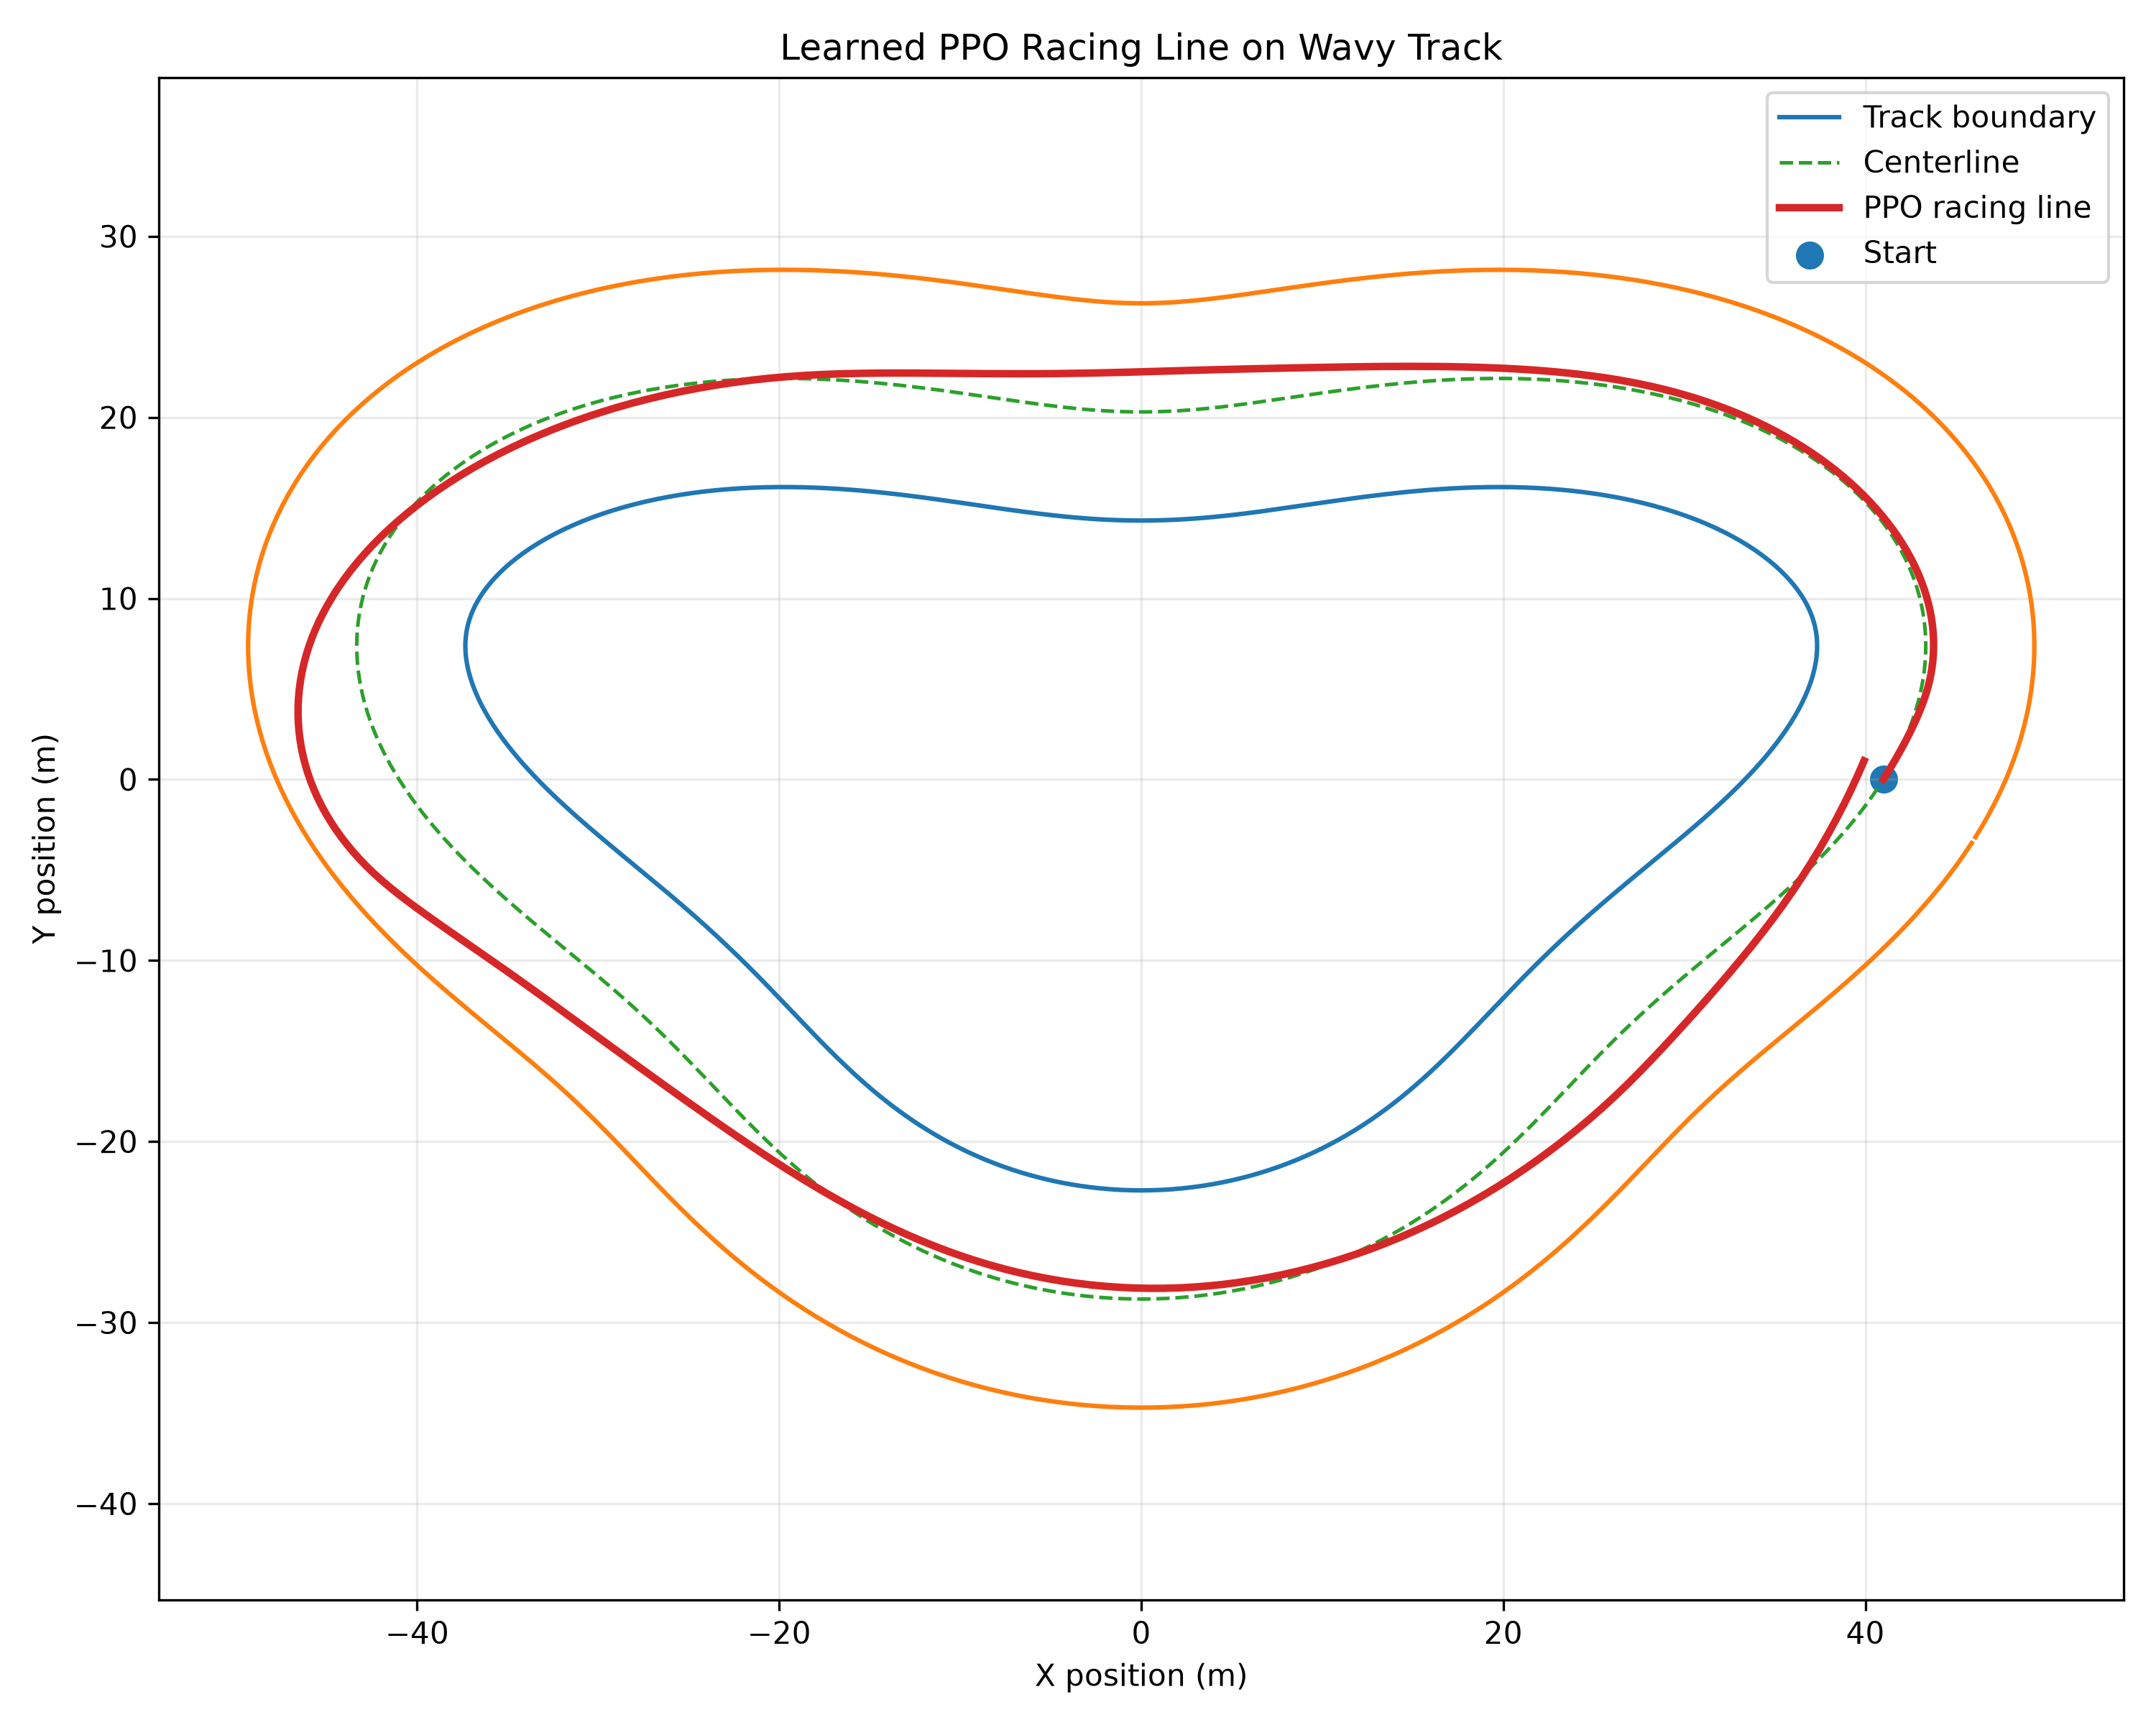 Learned PPO Racing Line on Wavy Track
Track boundary
Centerline
PPO racing line
Start
30
20
10
0
−10
−20
−30
−40
Y position (m)
−40
−20
0
20
40
X position (m)